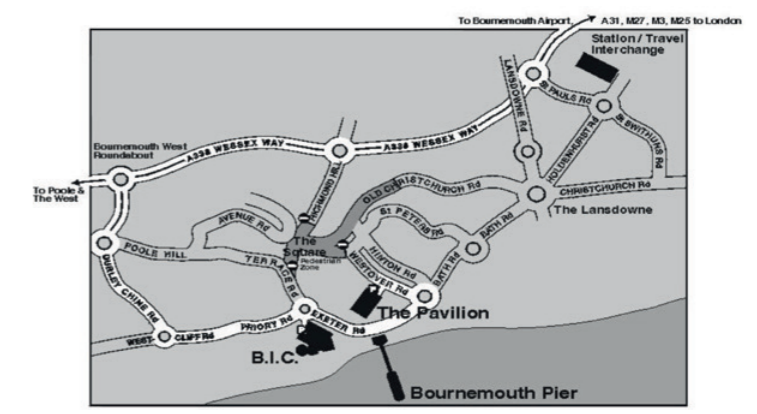 To Bournemouth Airport,
A31, M27, M3, M25 to London
Station / Travel
Interchange
LANSDOWNE Rd
St PAULS Rd
Bournemouth West
Roundabout
A338 WESSEX WAY
A338 WESSEX WAY
HOLDENHURST Rd
St SWITHUNS Rd
To Poole &
The West
RICHMOND HILL
OLD CHRISTCHURCH Rd
CHRISTCHURCH Rd
The Lansdowne
AVENUE Rd
St PETERS Rd
BATH Rd
POOLE HILL
The
Square
Pedestrian
Zone
TERRACE Rd
HINTON Rd
WESTOVER Rd
BATH Rd
DURLEY CHINE Rd
The Pavilion
PRIORY Rd
EXETER Rd
WEST CLIFF Rd
B.I.C.
Bournemouth Pier